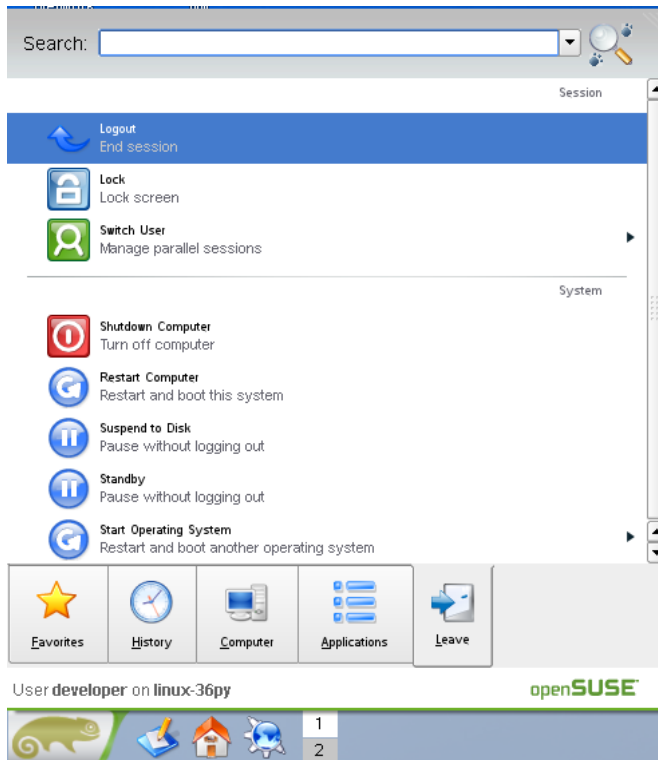 Search:
Session
Logout
End session
Lock
Lock screen
Switch User
Manage parallel sessions
System
Shutdown Computer
Turn off computer
Restart Computer
Restart and boot this system
Suspend to Disk
Pause without logging out
Standby
Pause without logging out
Start Operating System
Restart and boot another operating system
Favorites History Computer Applications Leave
User developer on linux-36py openSUSE
1
2